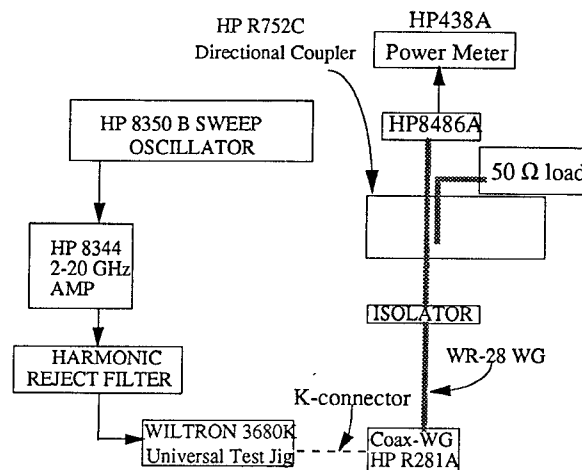 HP R752C
Directional Coupler
HP438A
Power Meter
HP8486A
HP 8350 B SWEEP
OSCILLATOR
50 Ω load
HP 8344
2-20 GHz
AMP
ISOLATOR
HARMONIC
REJECT FILTER
WR-28 WG
K-connector
WILTRON 3680K
Universal Test Jig
Coax-WG
HP R281A